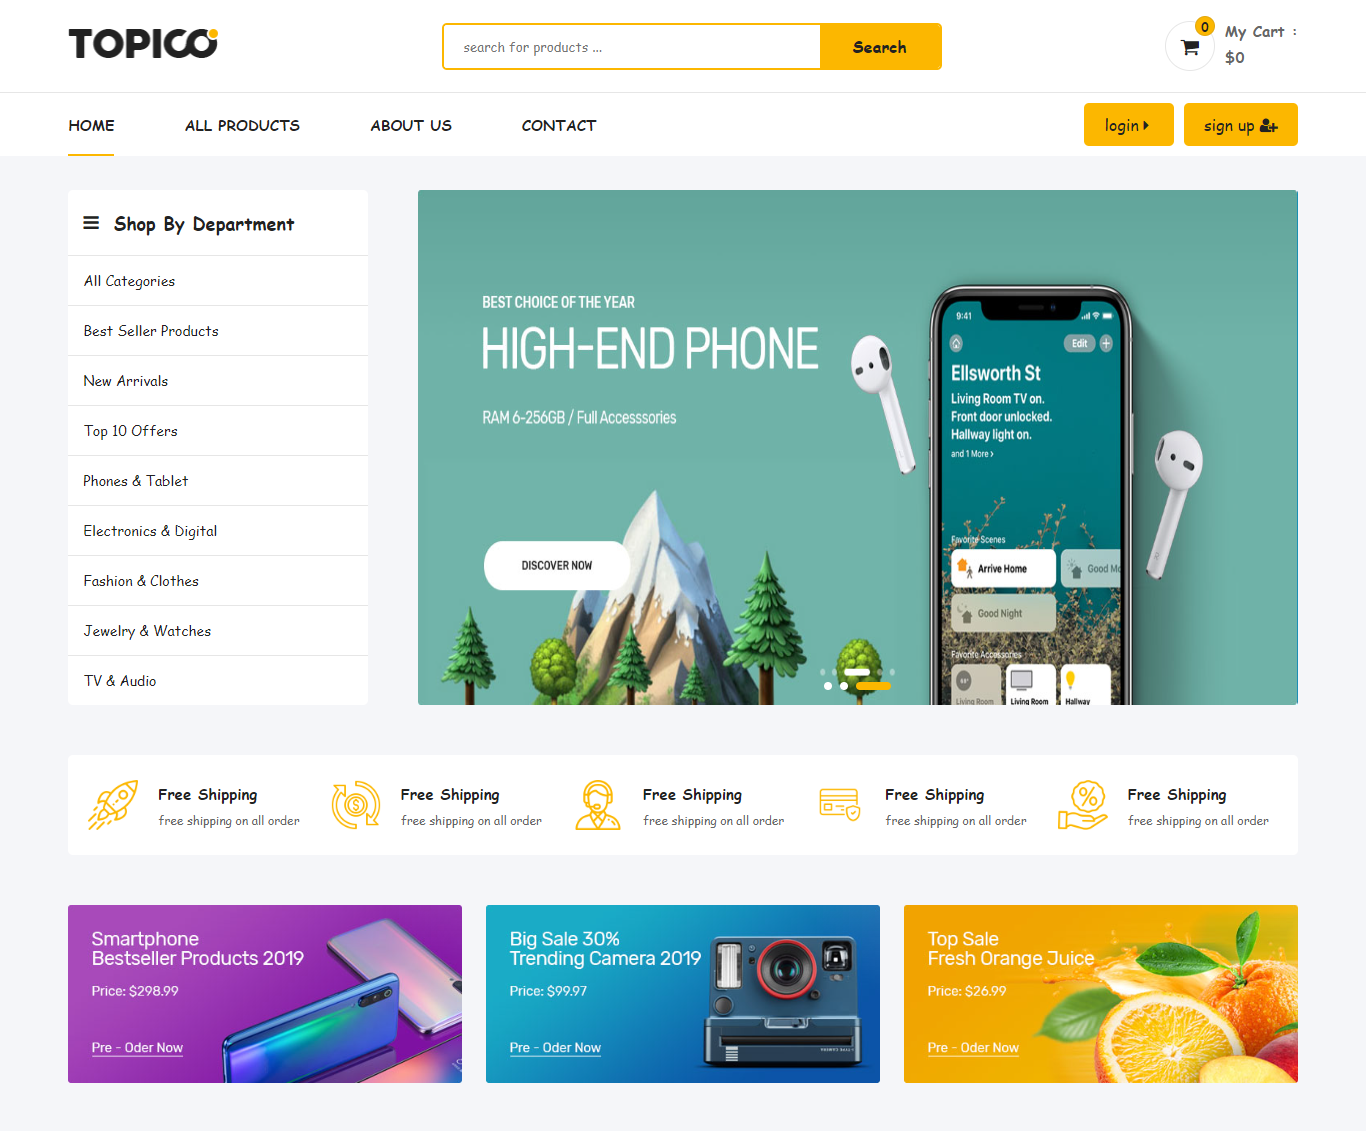 TOPICO
search for products ...
Search
0
My Cart :
$0
HOME
ALL PRODUCTS
ABOUT US
CONTACT
login
sign up
Shop By Department
All Categories
Best Seller Products
New Arrivals
Top 10 Offers
Phones & Tablet
Electronics & Digital
Fashion & Clothes
Jewelry & Watches
TV & Audio
BEST CHOICE OF THE YEAR
HIGH-END PHONE
RAM 6-256GB / Full Accesssories
DISCOVER NOW
9:41
Edit
Ellsworth St
Living Room TV on.
Front door unlocked.
Hallway light on.
and 1 More >
Favorite Scenes
Arrive Home
Good Mo
Good Night
Favorite Accessories
Living Room
Living Room
Hallway
Free Shipping
free shipping on all order
Free Shipping
free shipping on all order
Free Shipping
free shipping on all order
Free Shipping
free shipping on all order
Free Shipping
free shipping on all order
Smartphone
Bestseller Products 2019
Price: $298.99
Pre - Oder Now
Big Sale 30%
Trending Camera 2019
Price: $99.97
Pre - Oder Now
Top Sale
Fresh Orange Juice
Price: $26.99
Pre - Oder Now